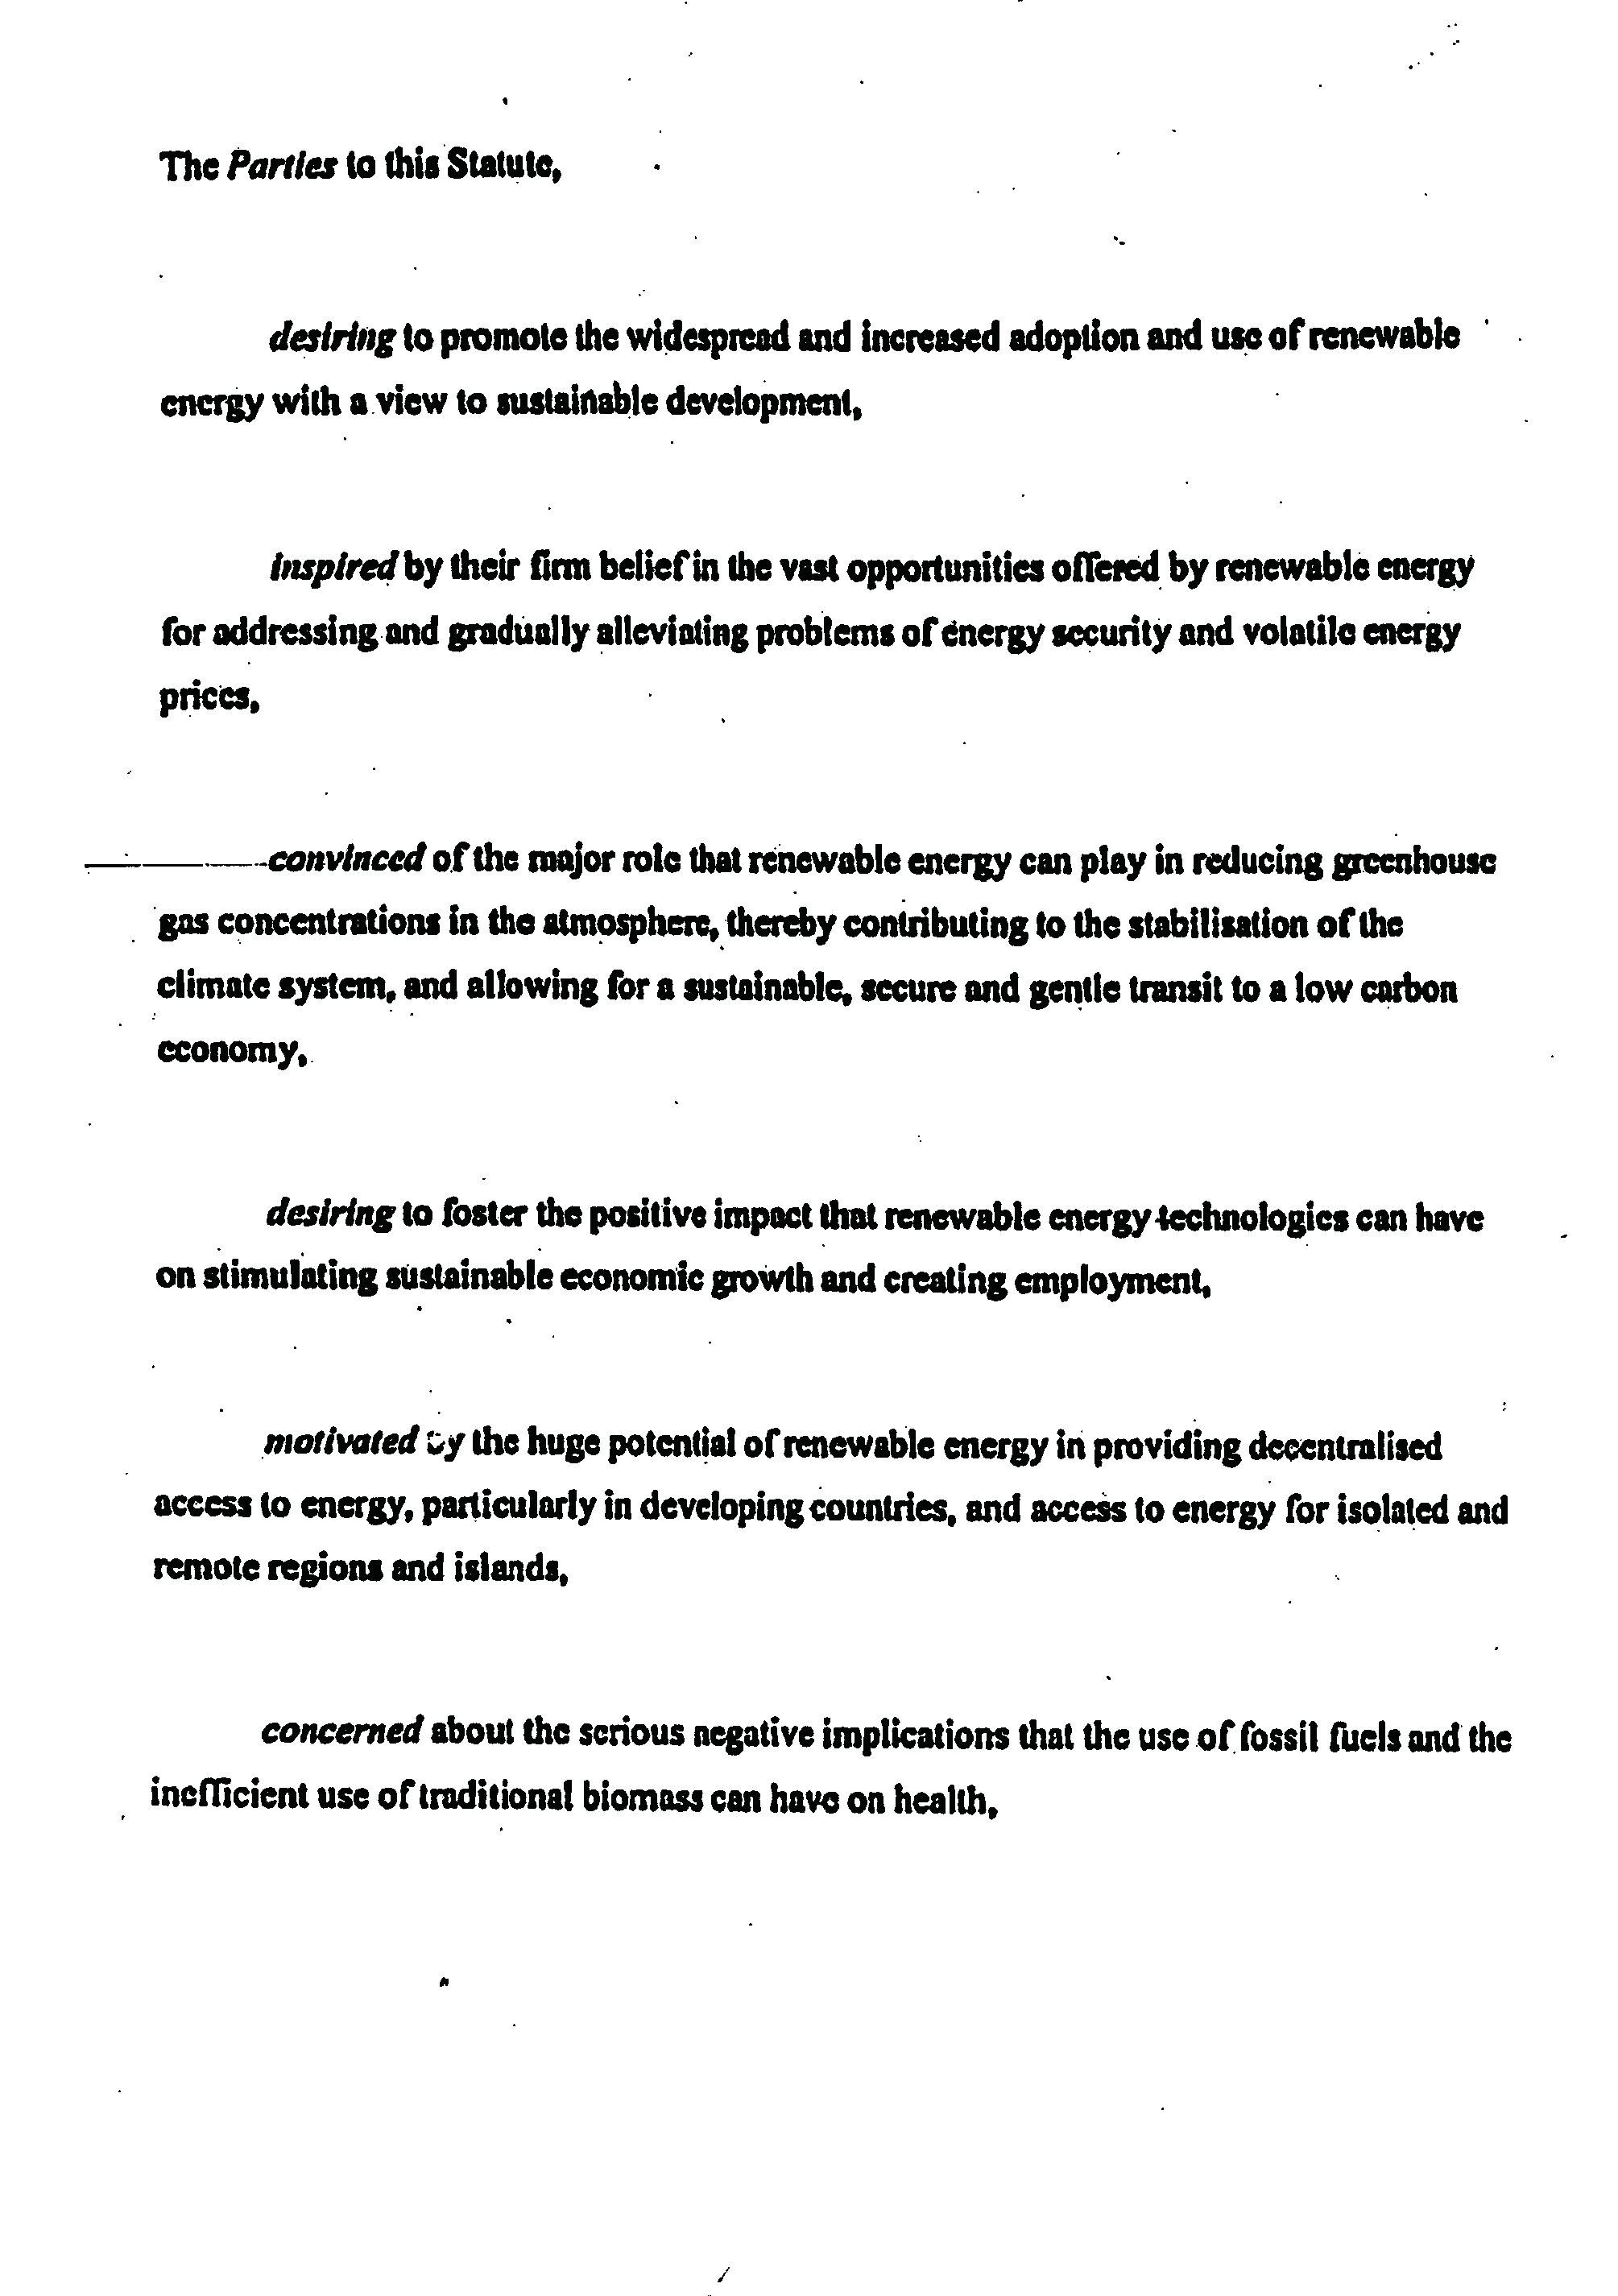 The Parties to this Statute,
desiring to promote the widespread and increased adoption and use of renewable
energy with a view to sustainable development,
inspired by their firm belief in the vast opportunities offered by renewable energy
for addressing and gradually alleviating problems of energy security and volatile energy
prices,
convinced of the major role that renewable energy can play in reducing greenhouse
gas concentrations in the atmosphere, thereby contributing to the stabilisation of the
climate system, and allowing for a sustainable, secure and gentle transit to a low carbon
economy,
desiring to foster the positive impact that renewable energy technologies can have
on stimulating sustainable economic growth and creating employment,
motivated by the huge potential of renewable energy in providing decentralised
access to energy, particularly in developing countries, and access to energy for isolated and
remote regions and islands,
concerned about the serious negative implications that the use of fossil fuels and the
inefficient use of traditional biomass can have on health,